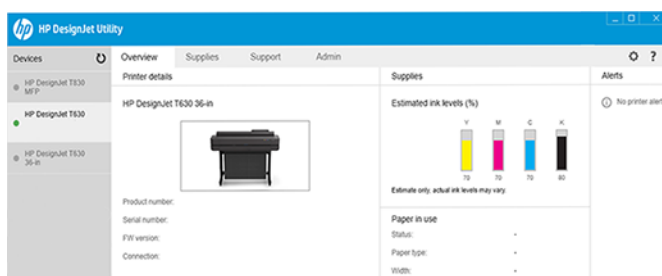 hp HP DesignJet Utility
Devices
HP DesignJet T830
MFP
HP DesignJet T630
HP DesignJet T630
36-in
Overview Supplies Support Admin
?
Printer details
HP DesignJet T630 36-in
Product number:
Serial number:
FW version:
Connection:
Supplies
Estimated ink levels (%)
Y M C K
70 70 70 80
Estimate only, actual ink levels may vary.
Paper in use
Status: -
Paper type: -
Width: -
Alerts
No printer alert